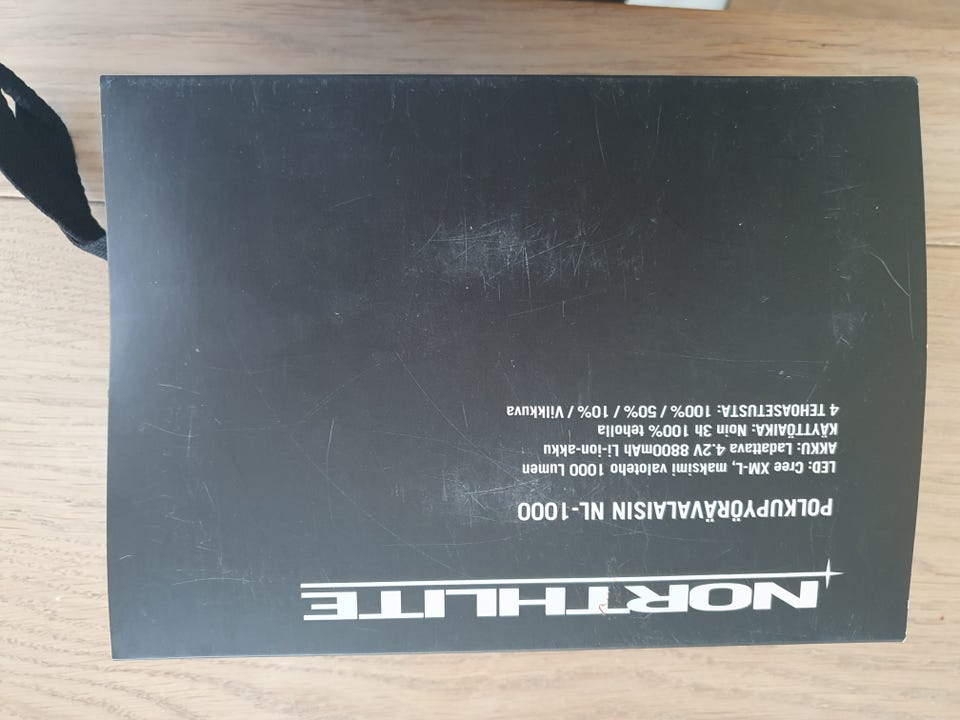 NORTHLITE
POLKUPYÖRÄVALAISIN NL-1000
LED: Cree XM-L, maksimi valoteho 1000 Lumen
AKKU: Ladattava 4.2V 8800mAh Li-ion-akku
KÄYTTÖAIKA: Noin 3h 100% teholla
4 TEHOASETUSTA: 100% / 50% / 10% / Vilkkuva